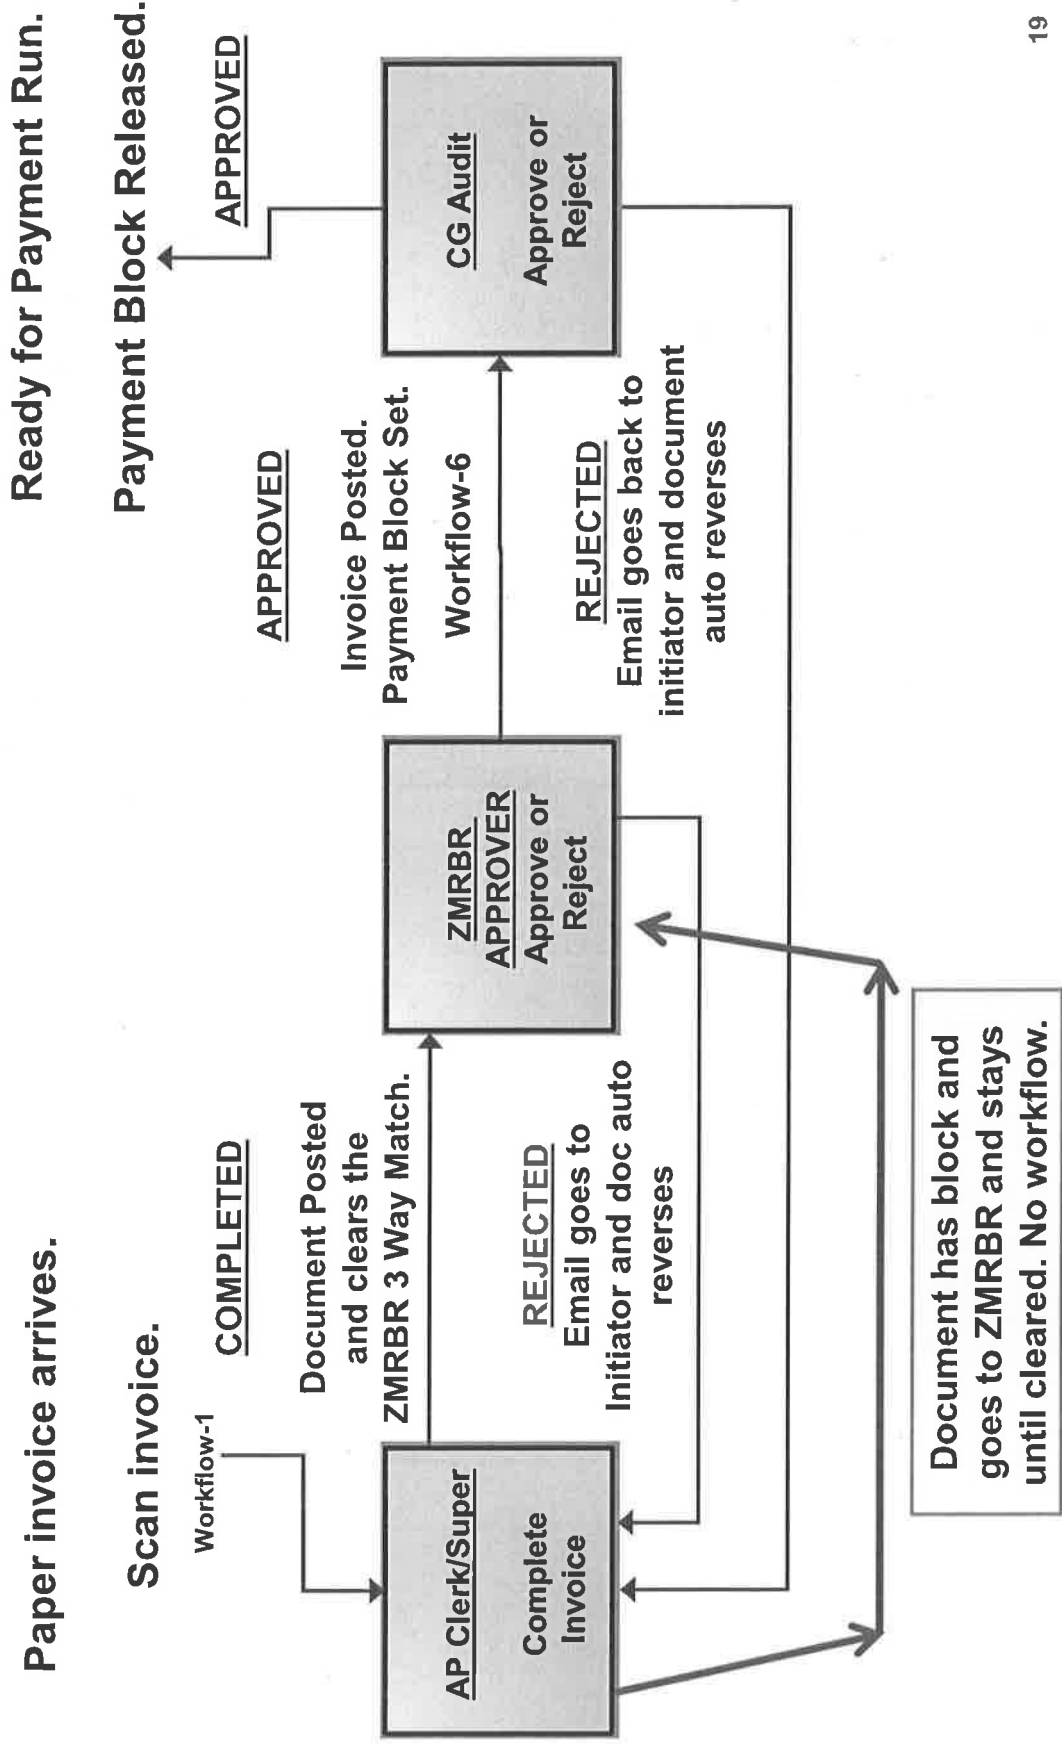 Paper invoice arrives.
Ready for Payment Run.
Scan invoice.
Payment Block Released.
Workflow-1
COMPLETED
APPROVED
APPROVED
Document Posted
and clears the
ZMRBR 3 Way Match.
Invoice Posted.
Payment Block Set.
Workflow-6
AP Clerk/Super
Complete
Invoice
ZMRBR
APPROVER
Approve or
Reject
CG Audit
Approve or
Reject
REJECTED
Email goes to
Initiator and doc auto
reverses
REJECTED
Email goes back to
initiator and document
auto reverses
Document has block and
goes to ZMRBR and stays
until cleared. No workflow.
19